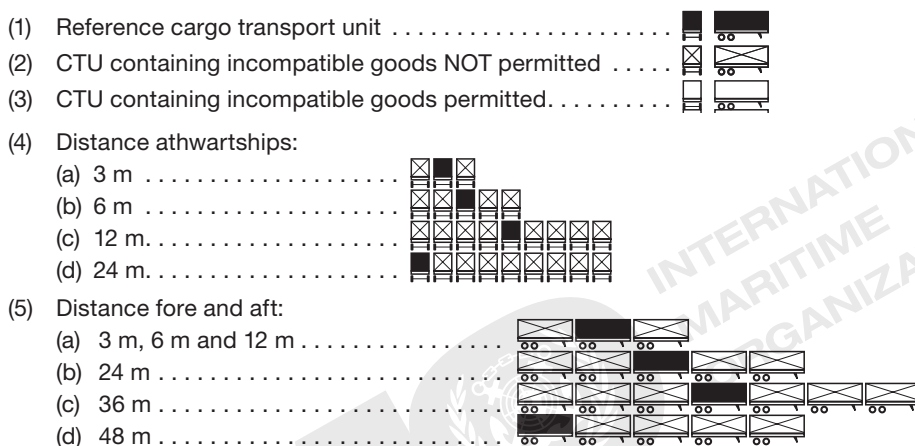 (1) Reference cargo transport unit . . . . . . . . . . . . . . . . . . . . . .
(2) CTU containing incompatible goods NOT permitted . . . . .
(3) CTU containing incompatible goods permitted. . . . . . . . . .
(4) Distance athwartships:
(a) 3 m . . . . . . . . . . . . . . . . . . . .
(b) 6 m . . . . . . . . . . . . . . . . . . . .
(c) 12 m. . . . . . . . . . . . . . . . . . . .
(d) 24 m. . . . . . . . . . . . . . . . . . . .
(5) Distance fore and aft:
(a) 3 m, 6 m and 12 m . . . . . . . . . . . . . . . .
(b) 24 m . . . . . . . . . . . . . . . . . . . . . . . . . . .
(c) 36 m . . . . . . . . . . . . . . . . . . . . . . . . . . .
(d) 48 m . . . . . . . . . . . . . . . . . . . . . . . . . . .
INTERNATION
MARITIME
ORGANIZA